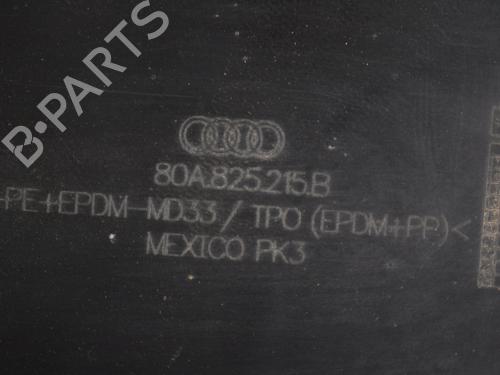 B-PARTS
80A.825.215.B
-PE+EPDM-MD33 / TPO (EPDM+PP)<
MEXICO PK3